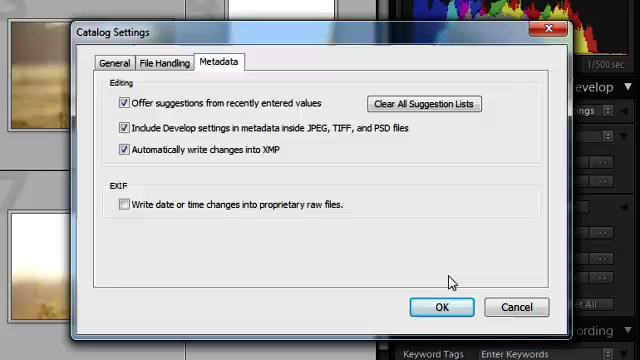 Catalog Settings
1/500 sec
General File Handling Metadata
Editing
Offer suggestions from recently entered values Clear All Suggestion Lists
Include Develop settings in metadata inside JPEG, TIFF, and PSD files
Automatically write changes into XMP
EXIF
Write date or time changes into proprietary raw files.
OK Cancel
Keyword Tags Enter Keywords